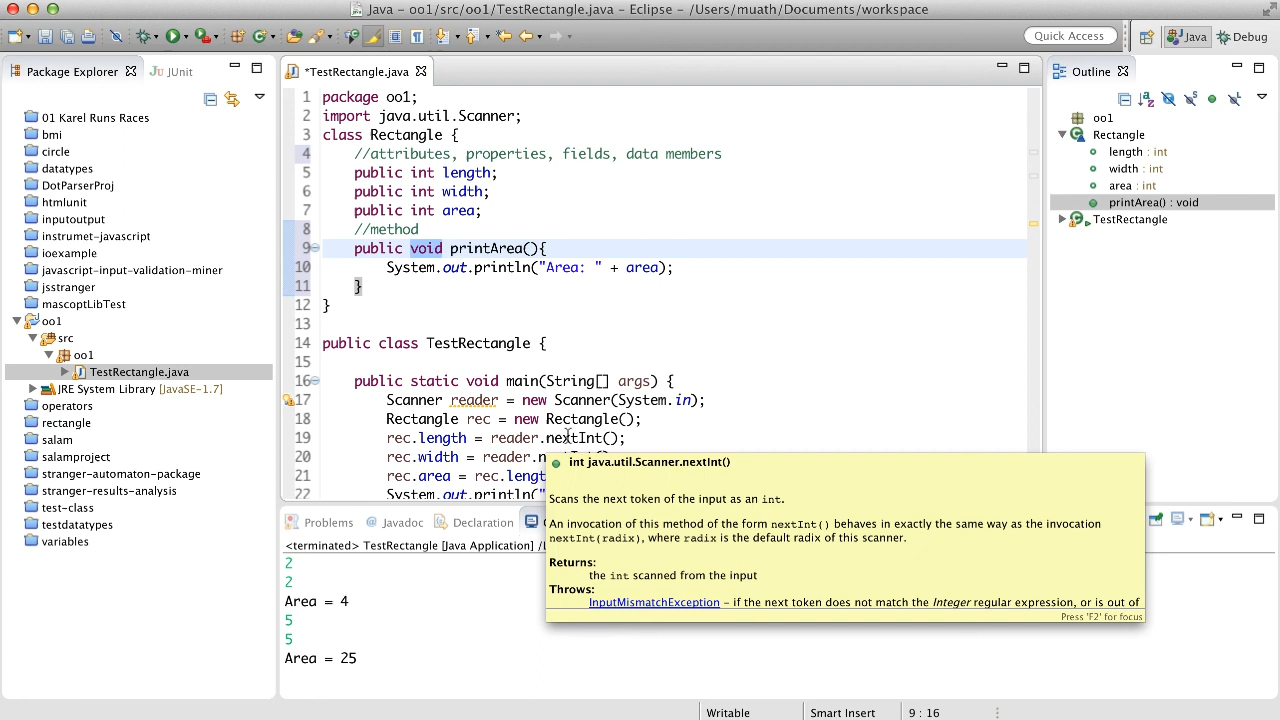 Java - oo1/src/oo1/TestRectangle.java - Eclipse - /Users/muath/Documents/workspace
Quick Access
Java
Debug
Package Explorer
JUnit
01 Karel Runs Races
bmi
circle
datatypes
DotParserProj
htmlunit
inputoutput
instrumet-javascript
ioexample
javascript-input-validation-miner
jsstranger
mascoptLibTest
oo1
src
oo1
TestRectangle.java
JRE System Library [JavaSE-1.7]
operators
rectangle
salam
salamproject
stranger-automaton-package
stranger-results-analysis
test-class
testdatatypes
variables
*TestRectangle.java
1 package oo1;
2 import java.util.Scanner;
3 class Rectangle {
4 //attributes, properties, fields, data members
5 public int length;
6 public int width;
7 public int area;
8 //method
9 public void printArea(){
10 System.out.println("Area: " + area);
11 }
12 }
13
14 public class TestRectangle {
15
16 public static void main(String[] args) {
17 Scanner reader = new Scanner(System.in);
18 Rectangle rec = new Rectangle();
19 rec.length = reader.nextInt();
20 rec.width = reader.nextInt();
21 rec.area = rec.lengt
22 System.out.println("
int java.util.Scanner.nextInt()
Scans the next token of the input as an int.
An invocation of this method of the form nextInt() behaves in exactly the same way as the invocation
nextInt(radix), where radix is the default radix of this scanner.
Returns:
the int scanned from the input
Throws:
InputMismatchException - if the next token does not match the Integer regular expression, or is out of
Press 'F2' for focus
Outline
oo1
Rectangle
length : int
width : int
area : int
printArea() : void
TestRectangle
Problems
Javadoc
Declaration
<terminated> TestRectangle [Java Application] /L
2
2
Area = 4
5
5
Area = 25
Writable
Smart Insert
9 : 16